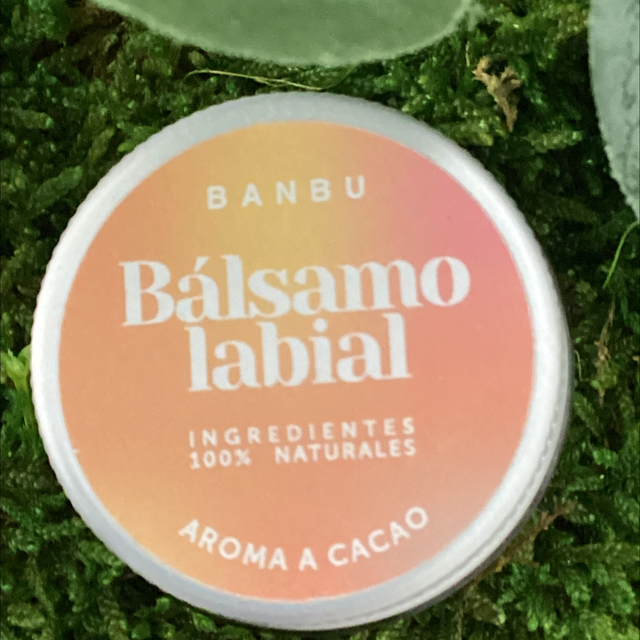 BANBU
Bálsamo
labial
INGREDIENTES
100% NATURALES
AROMA A CACAO